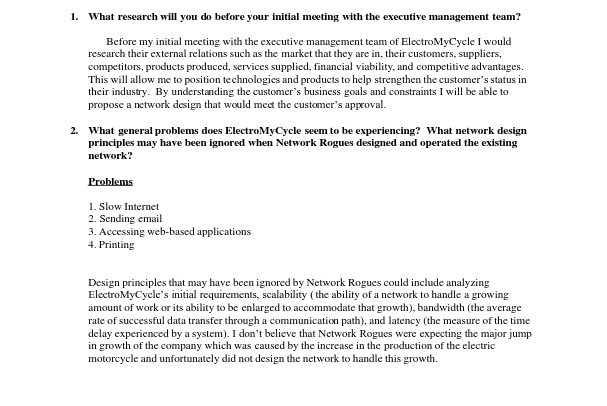 1. What research will you do before your initial meeting with the executive management team?
Before my initial meeting with the executive management team of ElectroMyCycle I would
research their external relations such as the market that they are in, their customers, suppliers,
competitors, products produced, services supplied, financial viability, and competitive advantages.
This will allow me to position technologies and products to help strengthen the customer's status in
their industry. By understanding the customer's business goals and constraints I will be able to
propose a network design that would meet the customer's approval.
2. What general problems does ElectroMyCycle seem to be experiencing? What network design
principles may have been ignored when Network Rogues designed and operated the existing
network?
Problems
1. Slow Internet
2. Sending email
3. Accessing web-based applications
4. Printing
Design principles that may have been ignored by Network Rogues could include analyzing
ElectroMyCycle's initial requirements, scalability (the ability of a network to handle a growing
amount of work or its ability to be enlarged to accommodate that growth), bandwidth (the average
rate of successful data transfer through a communication path), and latency (the measure of the time
delay experienced by a system). I don't believe that Network Rogues were expecting the major jump
in growth of the company which was caused by the increase in the production of the electric
motorcycle and unfortunately did not design the network to handle this growth.